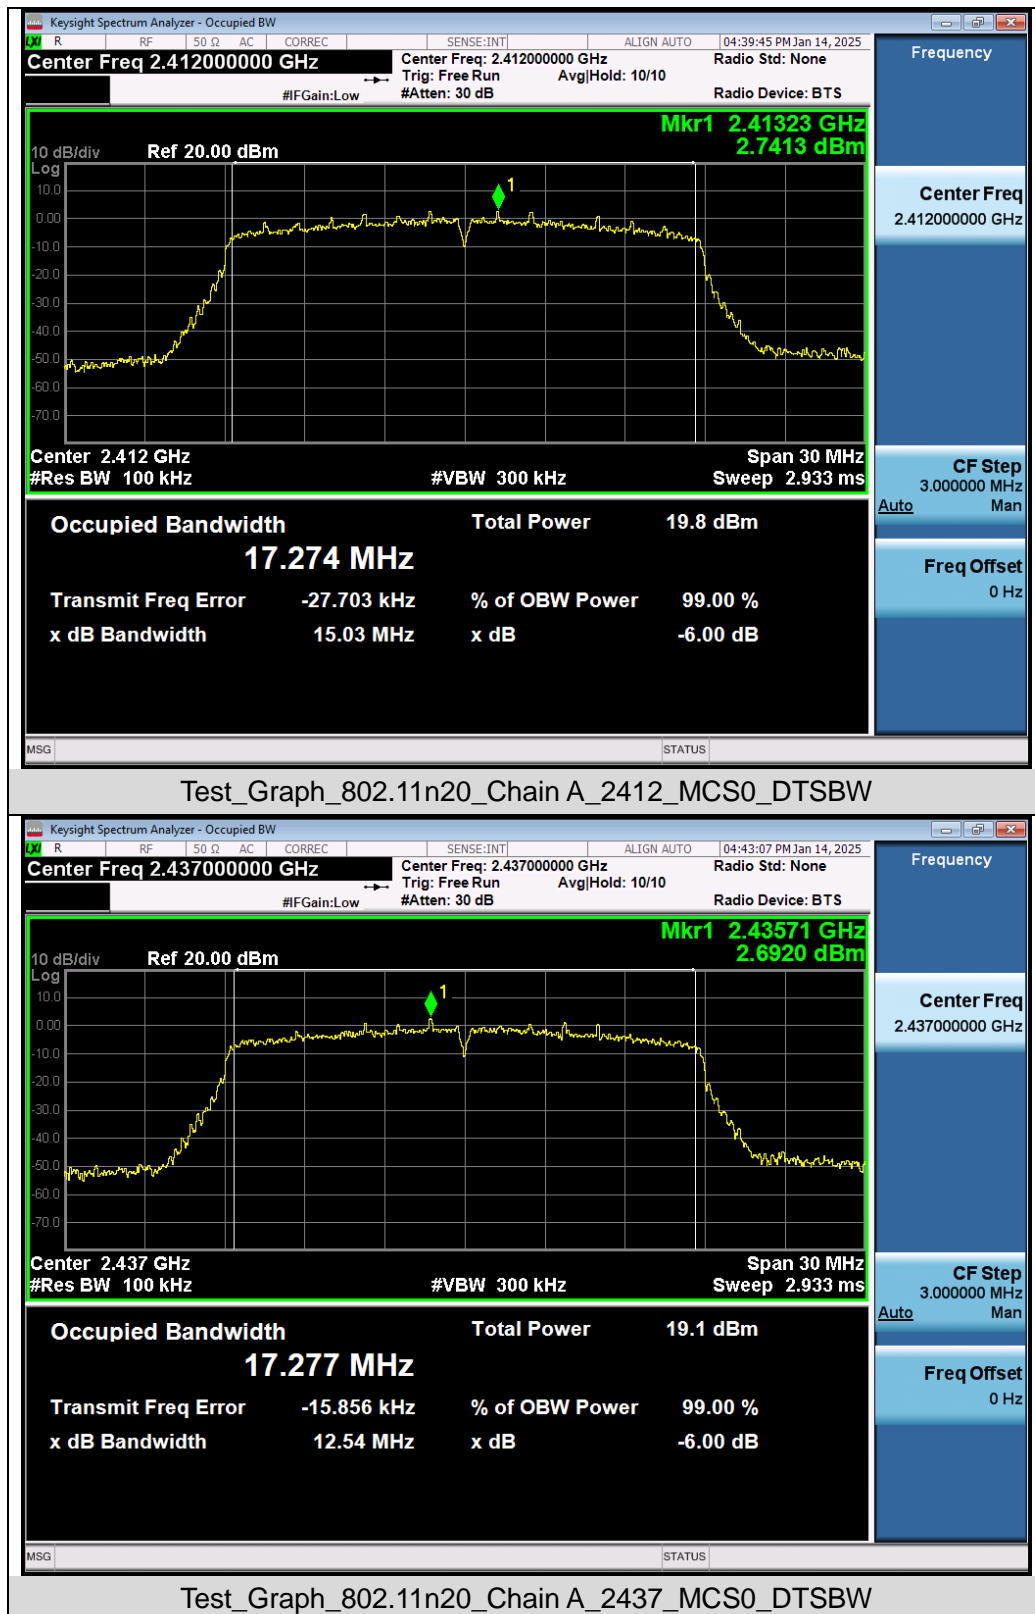 Keysight Spectrum Analyzer - Occupied BW
LXI R RF 50 Ω AC CORREC SENSE:INT ALIGN AUTO 04:39:45 PM Jan 14, 2025
Center Freq 2.412000000 GHz
Center Freq: 2.412000000 GHz Radio Std: None
Trig: Free Run Avg|Hold: 10/10
#IFGain:Low #Atten: 30 dB Radio Device: BTS
Frequency
Mkr1 2.41323 GHz
2.7413 dBm
10 dB/div Ref 20.00 dBm
Log
10.0
0.00
-10.0
-20.0
-30.0
-40.0
-50.0
-60.0
-70.0
1
Center Freq
2.412000000 GHz
Center 2.412 GHz Span 30 MHz
#Res BW 100 kHz #VBW 300 kHz Sweep 2.933 ms
CF Step
3.000000 MHz
Auto Man
Occupied Bandwidth Total Power 19.8 dBm
17.274 MHz
Freq Offset
0 Hz
Transmit Freq Error -27.703 kHz % of OBW Power 99.00 %
x dB Bandwidth 15.03 MHz x dB -6.00 dB
MSG STATUS
Test_Graph_802.11n20_Chain A_2412_MCS0_DTSBW
Keysight Spectrum Analyzer - Occupied BW
LXI R RF 50 Ω AC CORREC SENSE:INT ALIGN AUTO 04:43:07 PM Jan 14, 2025
Center Freq 2.437000000 GHz
Center Freq: 2.437000000 GHz Radio Std: None
Trig: Free Run Avg|Hold: 10/10
#IFGain:Low #Atten: 30 dB Radio Device: BTS
Frequency
Mkr1 2.43571 GHz
2.6920 dBm
10 dB/div Ref 20.00 dBm
Log
10.0
0.00
-10.0
-20.0
-30.0
-40.0
-50.0
-60.0
-70.0
1
Center Freq
2.437000000 GHz
Center 2.437 GHz Span 30 MHz
#Res BW 100 kHz #VBW 300 kHz Sweep 2.933 ms
CF Step
3.000000 MHz
Auto Man
Occupied Bandwidth Total Power 19.1 dBm
17.277 MHz
Freq Offset
0 Hz
Transmit Freq Error -15.856 kHz % of OBW Power 99.00 %
x dB Bandwidth 12.54 MHz x dB -6.00 dB
MSG STATUS
Test_Graph_802.11n20_Chain A_2437_MCS0_DTSBW